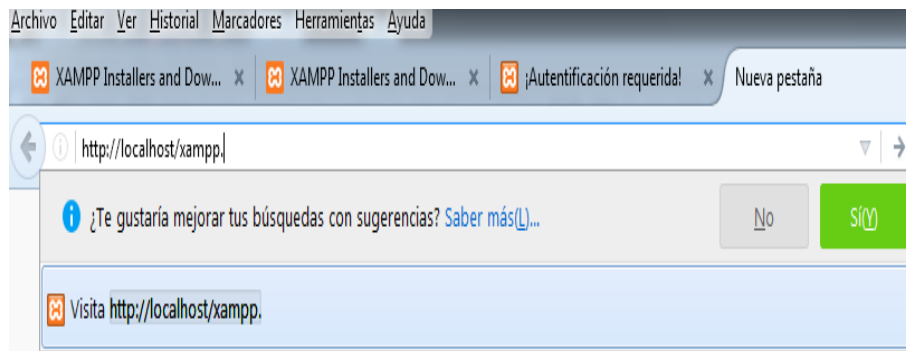 Archivo Editar Ver Historial Marcadores Herramientas Ayuda
XAMPP Installers and Dow... XAMPP Installers and Dow... ¡Autentificación requerida! Nueva pestaña
http://localhost/xampp.
¿Te gustaría mejorar tus búsquedas con sugerencias? Saber más(L)... No Sí(Y)
Visita http://localhost/xampp.